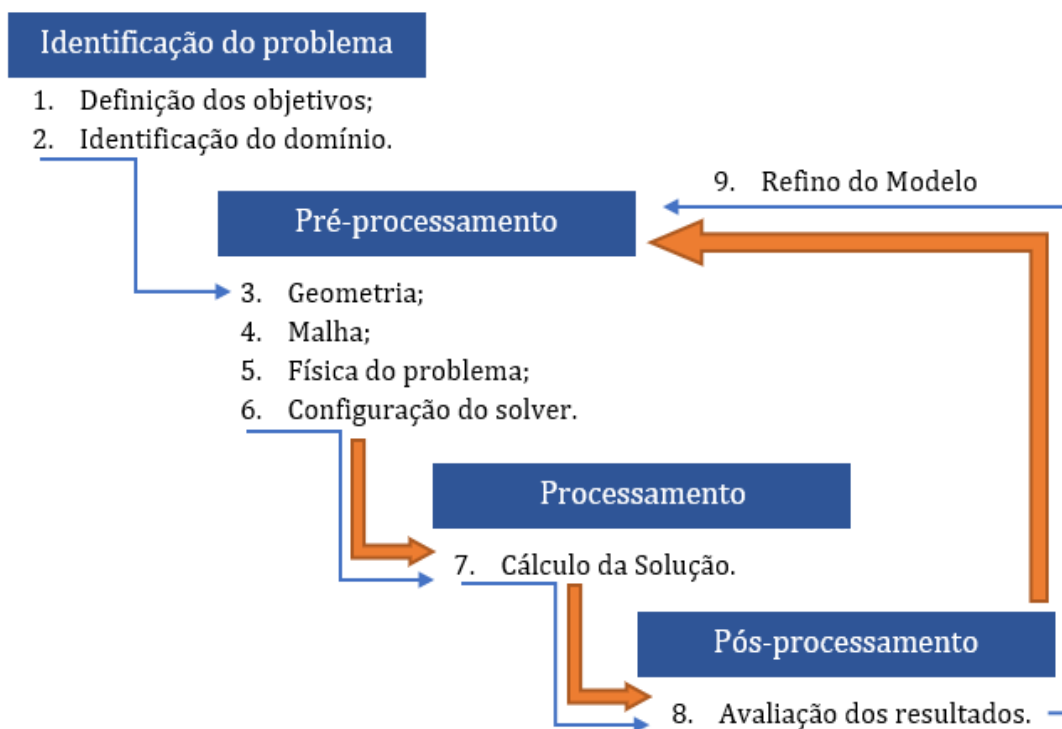 Identificação do problema
1. Definição dos objetivos;
2. Identificação do domínio.
9. Refino do Modelo
Pré-processamento
3. Geometria;
4. Malha;
5. Física do problema;
6. Configuração do solver.
Processamento
7. Cálculo da Solução.
Pós-processamento
8. Avaliação dos resultados.